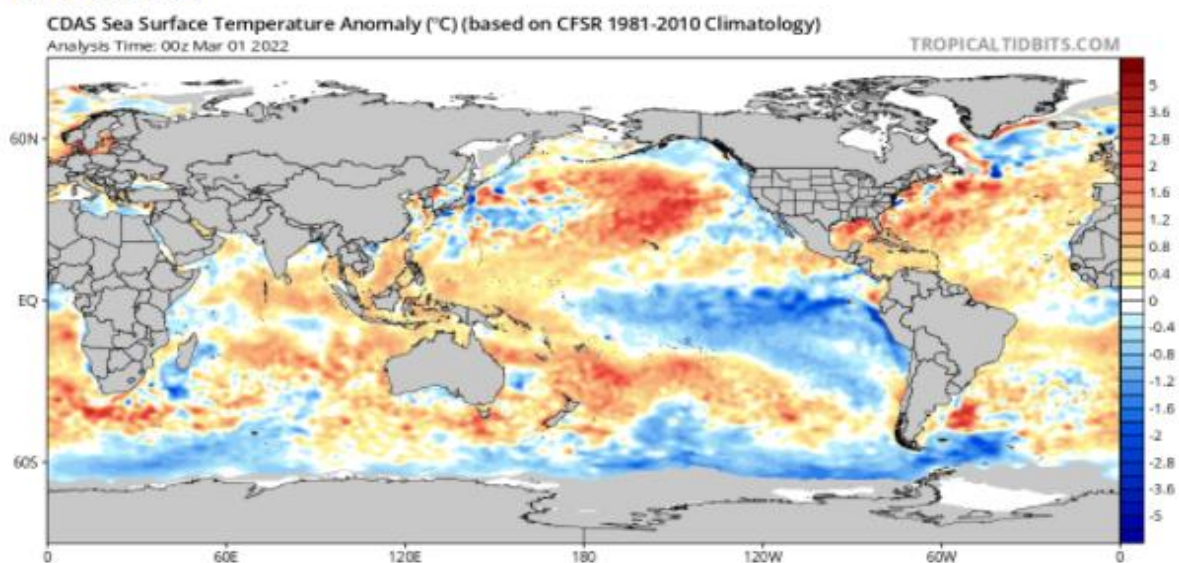 CDAS Sea Surface Temperature Anomaly (°C) (based on CFSR 1981-2010 Climatology)
Analysis Time: 00z Mar 01 2022
TROPICALTIDBITS.COM
60N
EQ
60S
0
60E
120E
180
120W
60W
0
5
3.6
2.8
2
1.6
1.2
0.8
0.4
0
-0.4
-0.8
-1.2
-1.6
-2
-2.8
-3.6
-5